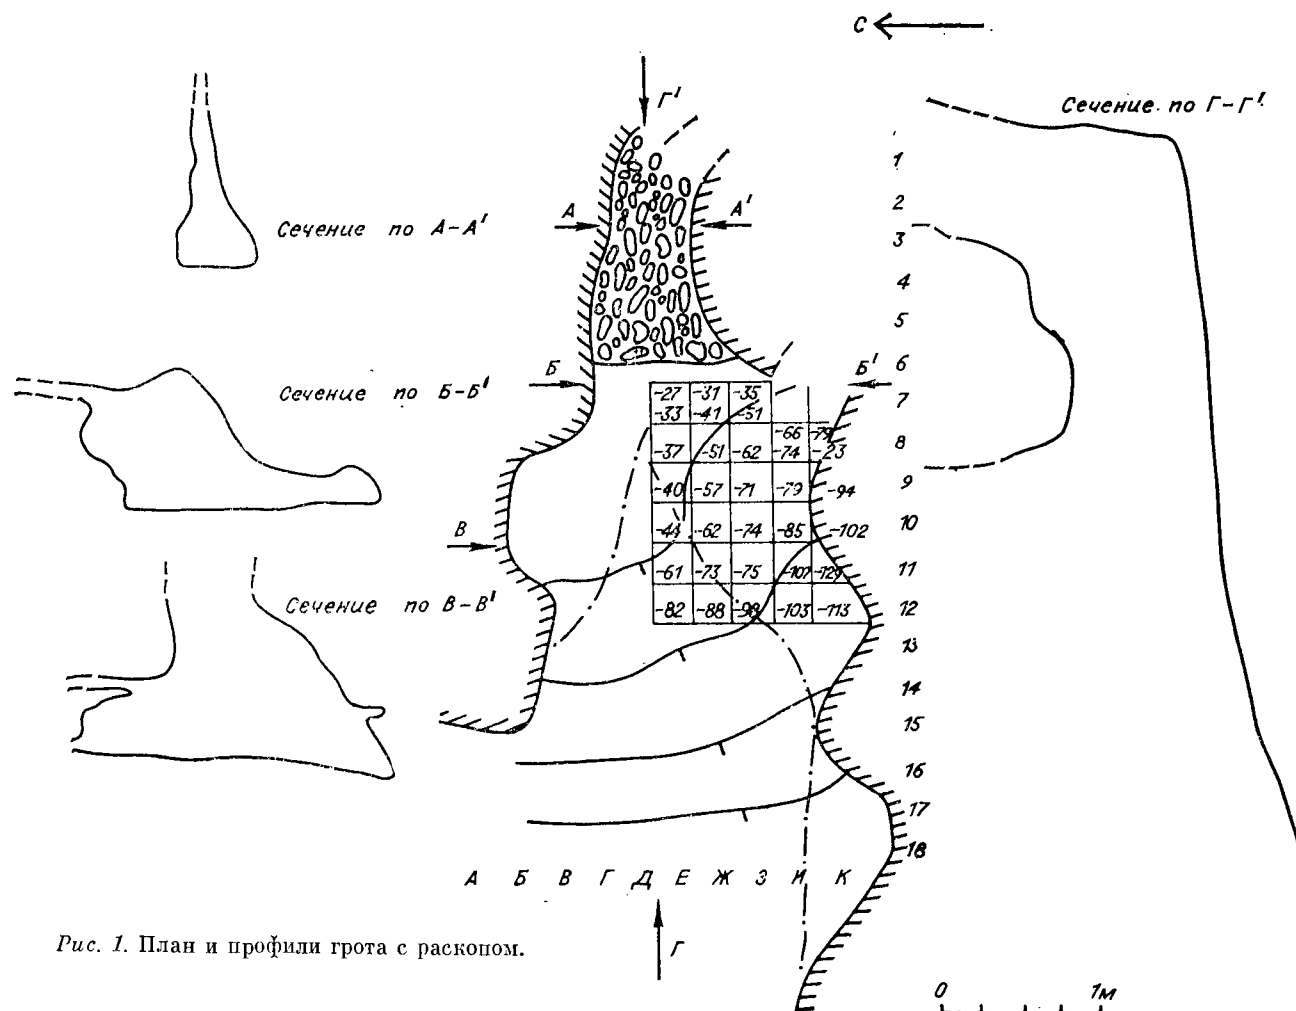 С
Г'
Сечение по Г-Г'
А
А'
Сечение по А-А'
Б
Б'
Сечение по Б-Б'
В
Сечение по В-В'
1
2
3
4
5
6
7
8
9
10
11
12
13
14
15
16
17
18
-27 -31 -35
-33 -41 -51
-66 -79
-37 -51 -62 -74 -23
-40 -57 -71 -79 -94
-44 -62 -74 -85 -102
-61 -73 -75 -107 -129
-82 -88 -98 -103 -113
А Б В Г Д Е Ж З И К
Г
Рис. 1. План и профили грота с раскопом.
0 1м